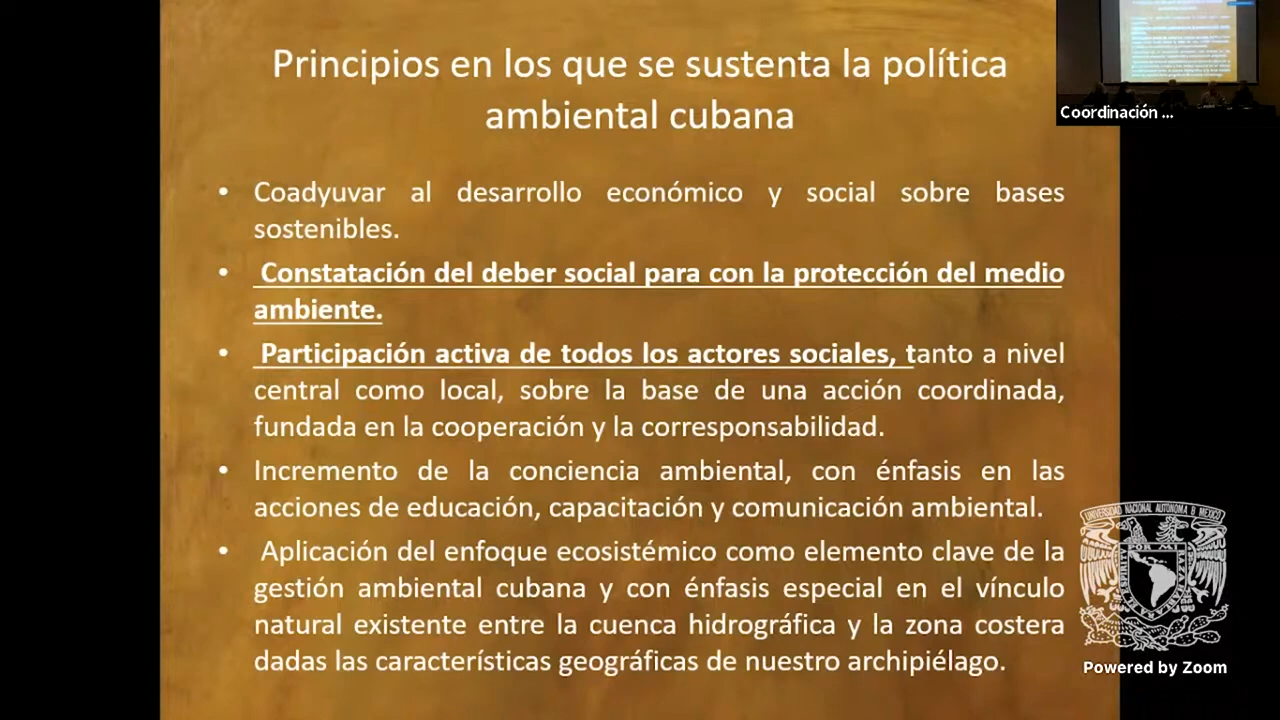 Principios en los que se sustenta la política
ambiental cubana
• Coadyuvar al desarrollo económico y social sobre bases
sostenibles.
• Constatación del deber social para con la protección del medio
ambiente.
• Participación activa de todos los actores sociales, tanto a nivel
central como local, sobre la base de una acción coordinada,
fundada en la cooperación y la corresponsabilidad.
• Incremento de la conciencia ambiental, con énfasis en las
acciones de educación, capacitación y comunicación ambiental.
• Aplicación del enfoque ecosistémico como elemento clave de la
gestión ambiental cubana y con énfasis especial en el vínculo
natural existente entre la cuenca hidrográfica y la zona costera
dadas las características geográficas de nuestro archipiélago.
Coordinación ...
UNIVERSIDAD NACIONAL AUTONOMA
POR MI
ESPIRITU
Powered by Zoom